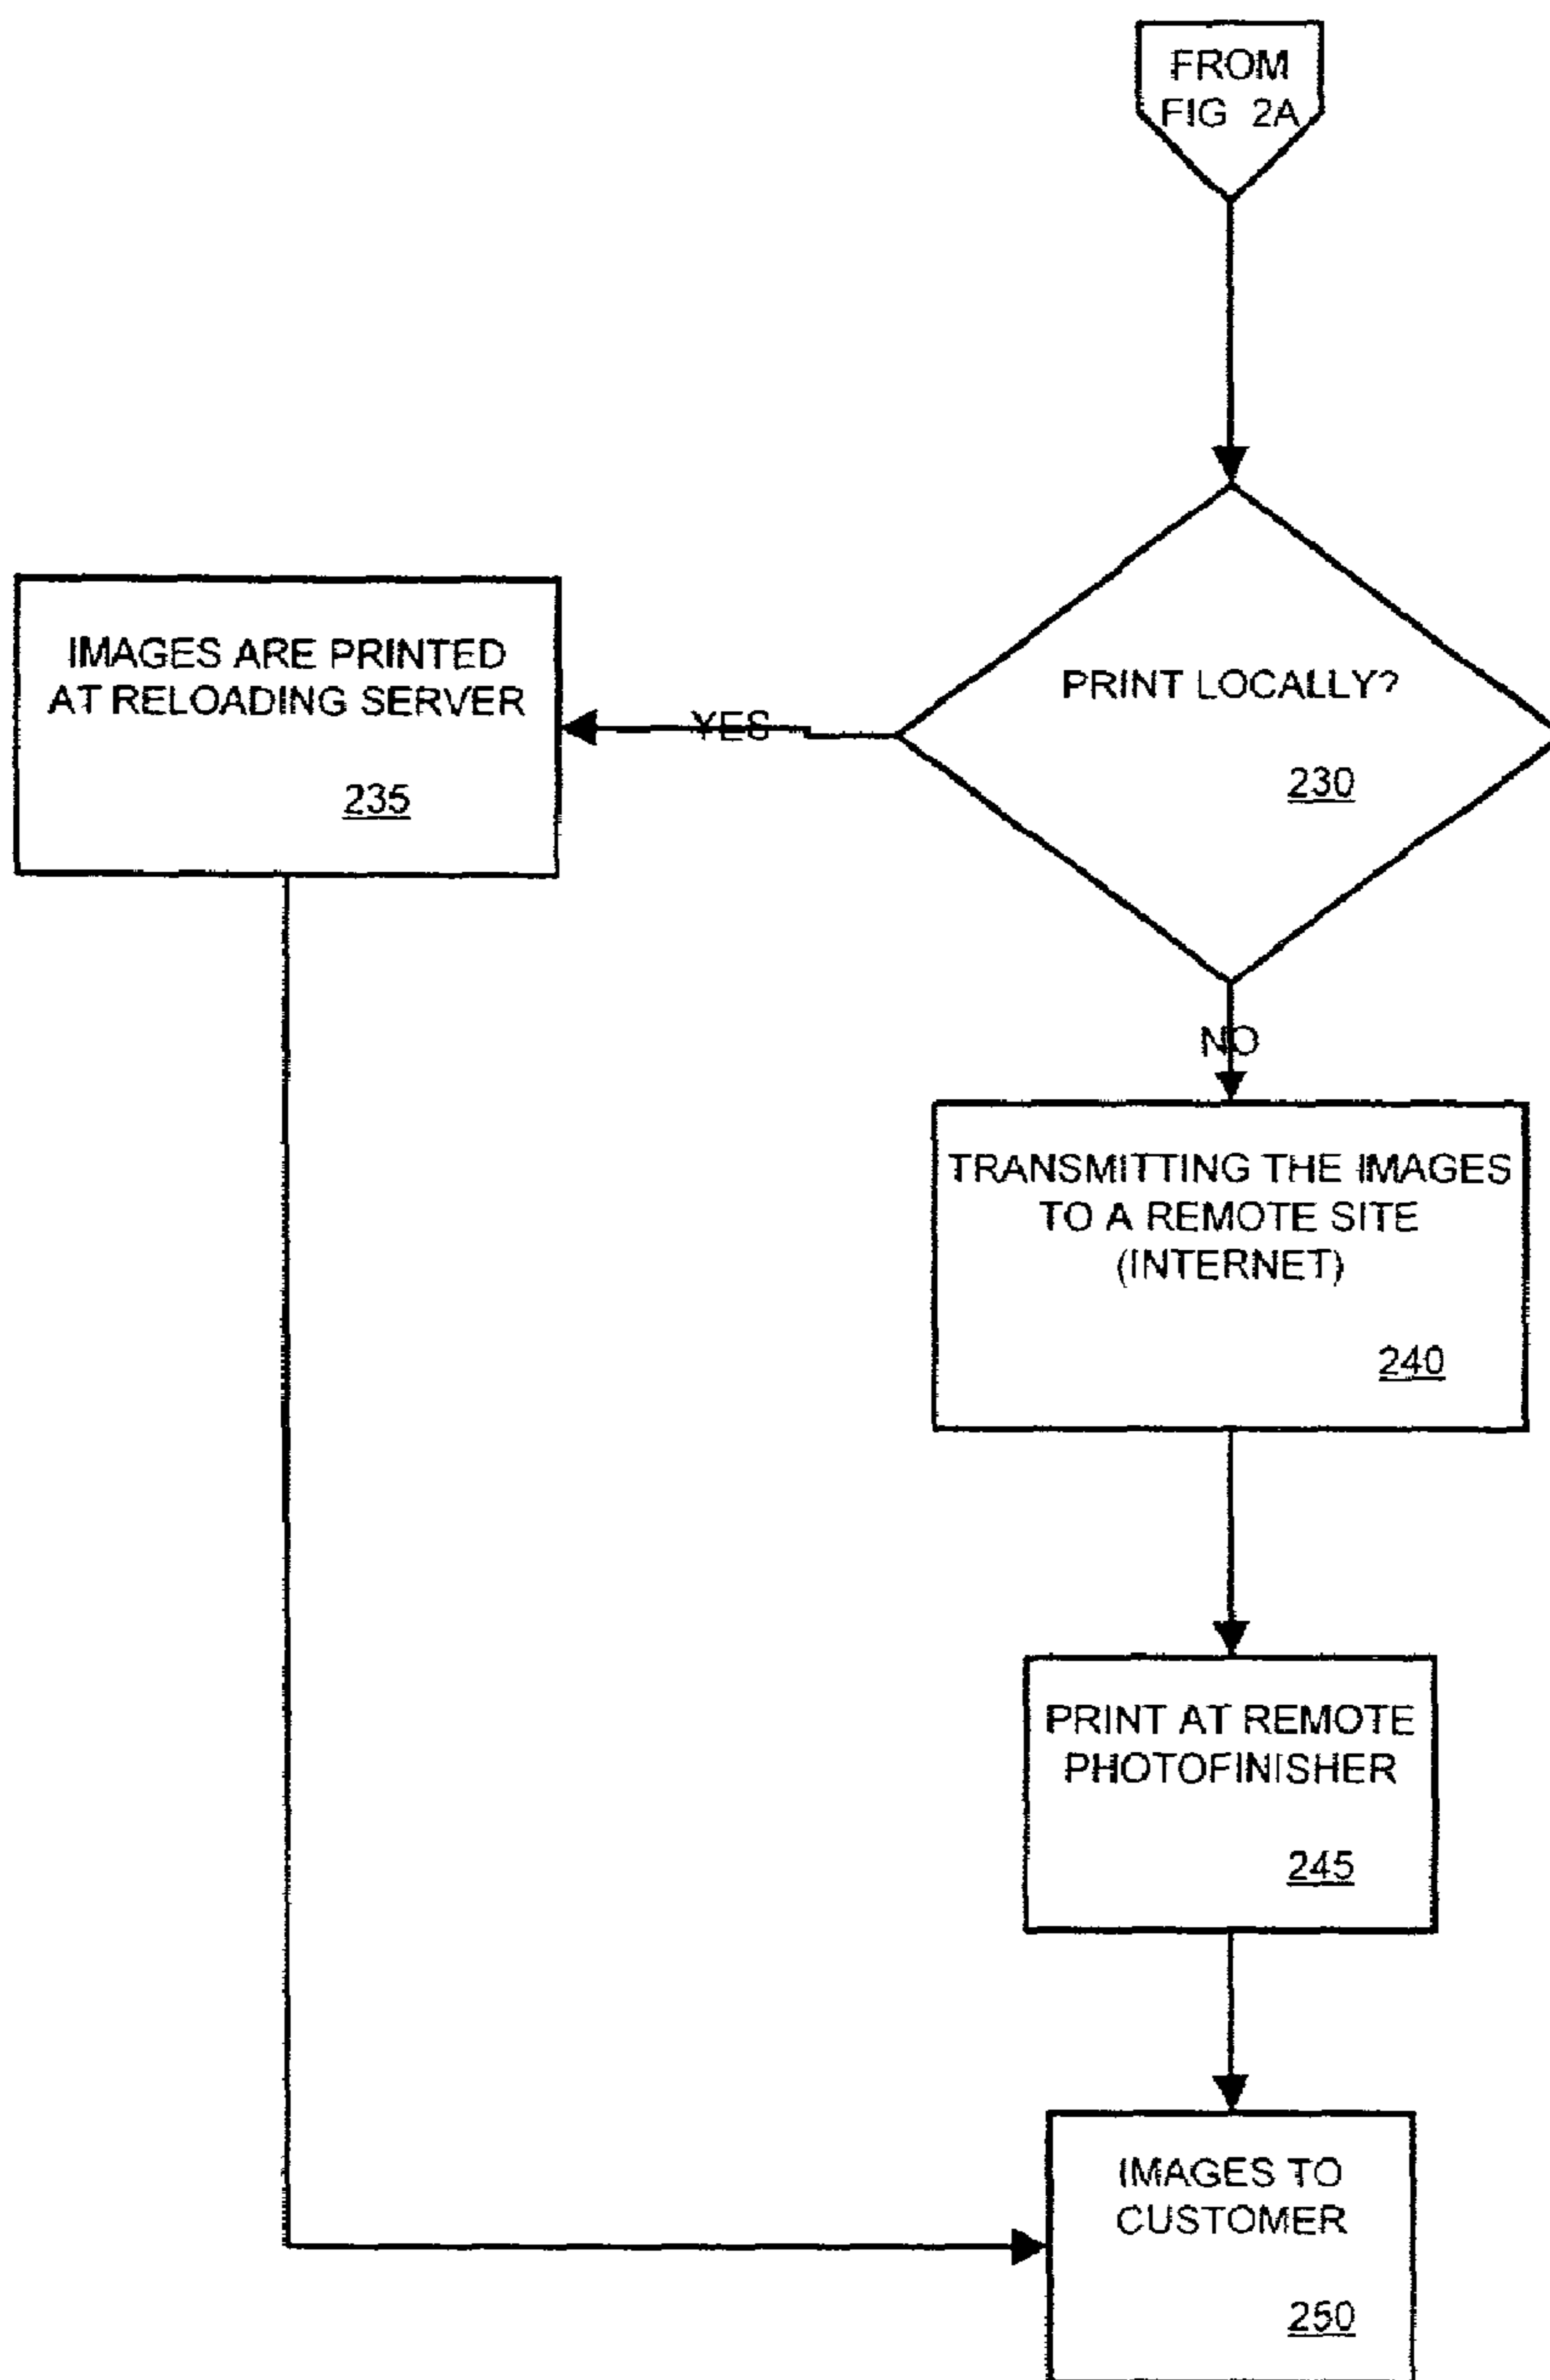 FROM
FIG 2A
PRINT LOCALLY?
230
YES
IMAGES ARE PRINTED
AT RELOADING SERVER
235
NO
TRANSMITTING THE IMAGES
TO A REMOTE SITE
(INTERNET)
240
PRINT AT REMOTE
PHOTOFINISHER
245
IMAGES TO
CUSTOMER
250